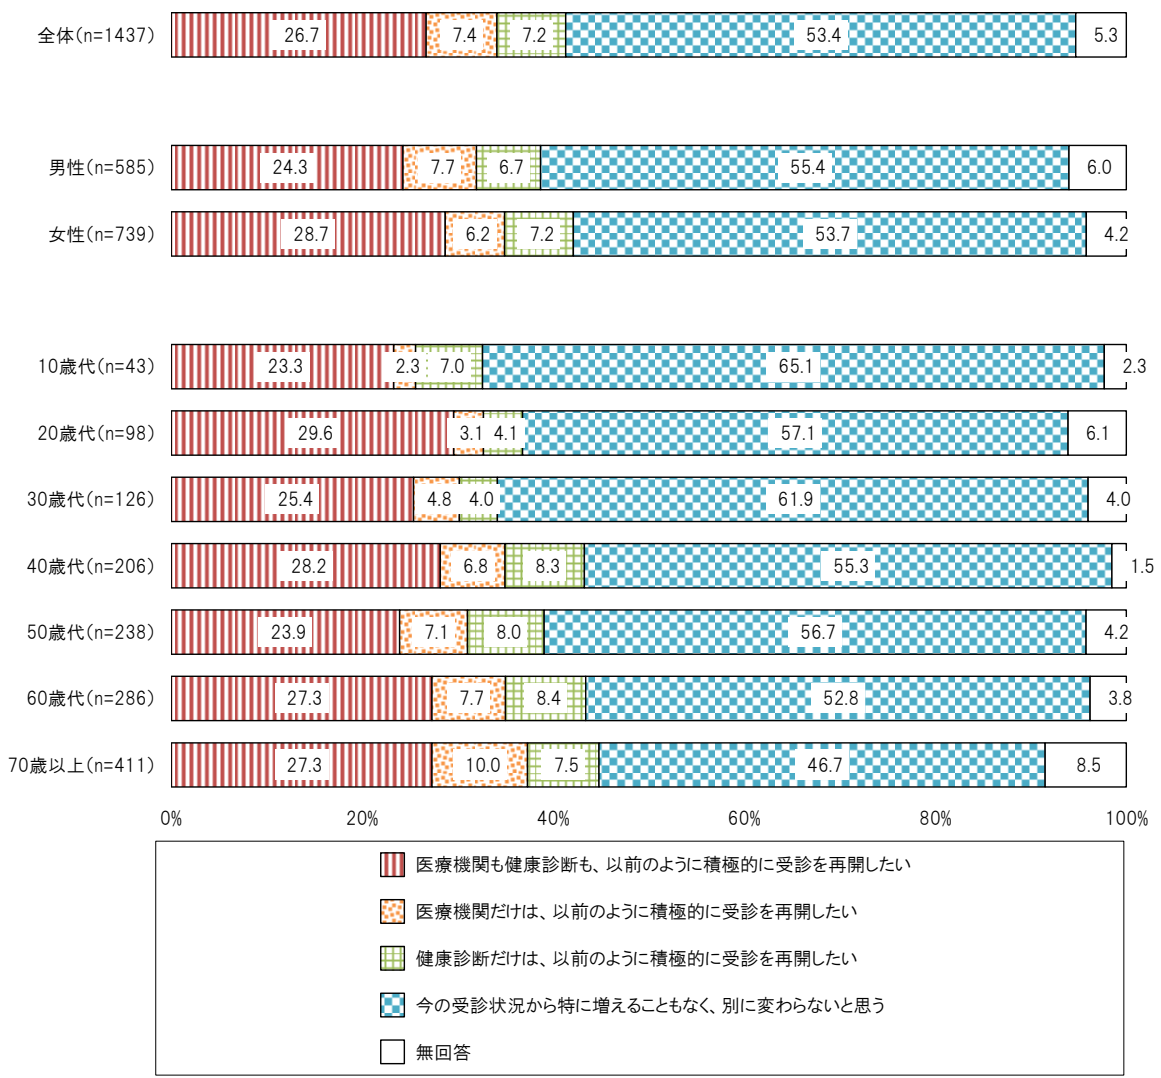 全体(n=1437) 26.7 7.4 7.2 53.4 5.3
男性(n=585) 24.3 7.7 6.7 55.4 6.0
女性(n=739) 28.7 6.2 7.2 53.7 4.2
10歳代(n=43) 23.3 2.3 7.0 65.1 2.3
20歳代(n=98) 29.6 3.1 4.1 57.1 6.1
30歳代(n=126) 25.4 4.8 4.0 61.9 4.0
40歳代(n=206) 28.2 6.8 8.3 55.3 1.5
50歳代(n=238) 23.9 7.1 8.0 56.7 4.2
60歳代(n=286) 27.3 7.7 8.4 52.8 3.8
70歳以上(n=411) 27.3 10.0 7.5 46.7 8.5
0% 20% 40% 60% 80% 100%
医療機関も健康診断も、以前のように積極的に受診を再開したい
医療機関だけは、以前のように積極的に受診を再開したい
健康診断だけは、以前のように積極的に受診を再開したい
今の受診状況から特に増えることもなく、別に変わらないと思う
無回答